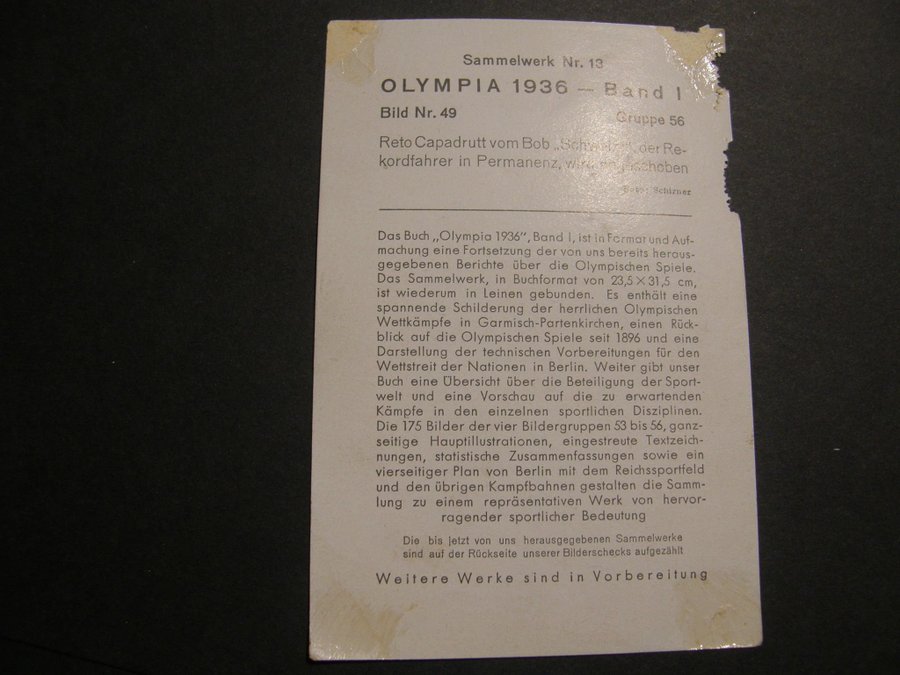 Sammelwerk Nr. 13
OLYMPIA 1936 — Band I
Bild Nr. 49
Gruppe 56
Reto Capadrutt vom Bob „Schweiz“, der Re-
kordfahrer in Permanenz, wird angeschoben
Schirner
Das Buch „Olympia 1936“, Band I, ist in Format und Auf-
machung eine Fortsetzung der von uns bereits heraus-
gegebenen Berichte über die Olympischen Spiele.
Das Sammelwerk, in Buchformat von 23,5 × 31,5 cm,
ist wiederum in Leinen gebunden. Es enthält eine
spannende Schilderung der herrlichen Olympischen
Wettkämpfe in Garmisch-Partenkirchen, einen Rück-
blick auf die Olympischen Spiele seit 1896 und eine
Darstellung der technischen Vorbereitungen für den
Wettstreit der Nationen in Berlin. Weiter gibt unser
Buch eine Übersicht über die Beteiligung der Sport-
welt und eine Vorschau auf die zu erwartenden
Kämpfe in den einzelnen sportlichen Disziplinen.
Die 175 Bilder der vier Bildergruppen 53 bis 56, ganz-
seitige Hauptillustrationen, eingestreute Textzeich-
nungen, statistische Zusammenfassungen sowie ein
vierseitiger Plan von Berlin mit dem Reichssportfeld
und den übrigen Kampfbahnen gestalten die Samm-
lung zu einem repräsentativen Werk von hervor-
ragender sportlicher Bedeutung
Die bis jetzt von uns herausgegebenen Sammelwerke
sind auf der Rückseite unserer Bilderschecks aufgezählt
Weitere Werke sind in Vorbereitung